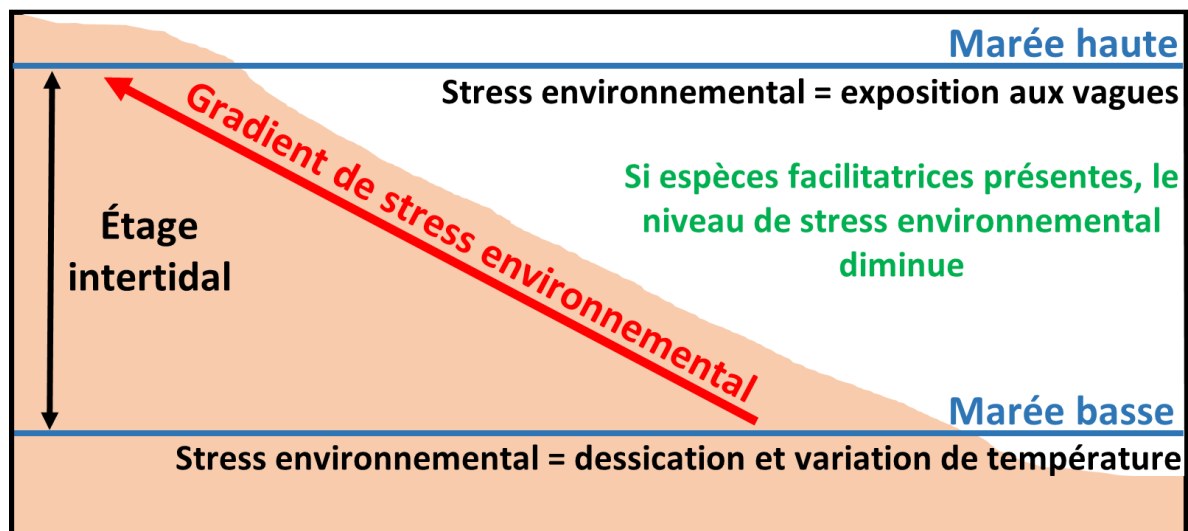 Marée haute
Stress environnemental = exposition aux vagues
Gradient de stress environnemental
Si espèces facilitatrices présentes, le
niveau de stress environnemental
diminue
Étage
intertidal
Marée basse
Stress environnemental = dessication et variation de température